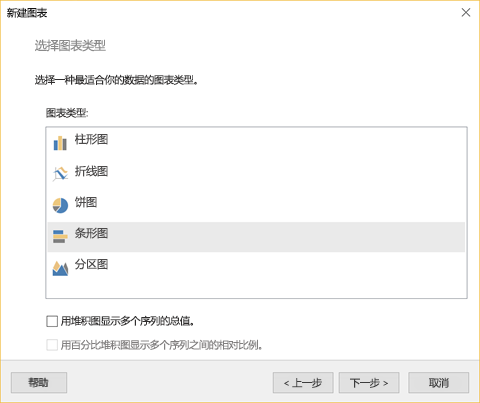 新建图表
选择图表类型
选择一种最适合你的数据的图表类型。
图表类型:
柱形图
折线图
饼图
条形图
分区图
用堆积图显示多个序列的总值。
用百分比堆积图显示多个序列之间的相对比例。
帮助
< 上一步
下一步 >
取消